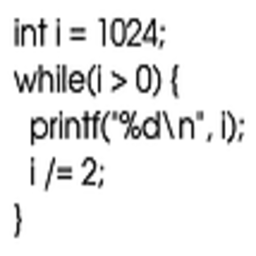 int i = 1024;
while(i > 0) {
printf("%d\n", i);
i /= 2;
}